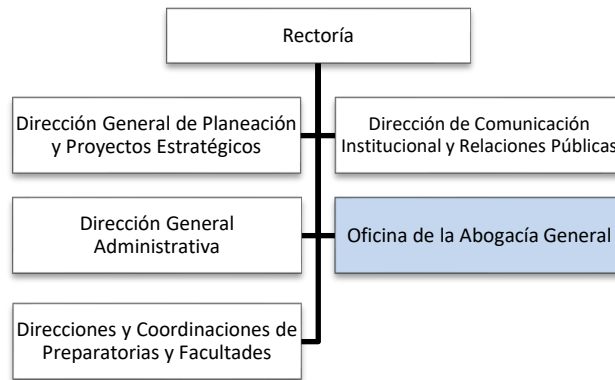 Rectoría
Dirección General de Planeación
y Proyectos Estratégicos
Dirección de Comunicación
Institucional y Relaciones Públicas
Dirección General
Administrativa
Oficina de la Abogacía General
Direcciones y Coordinaciones de
Preparatorias y Facultades